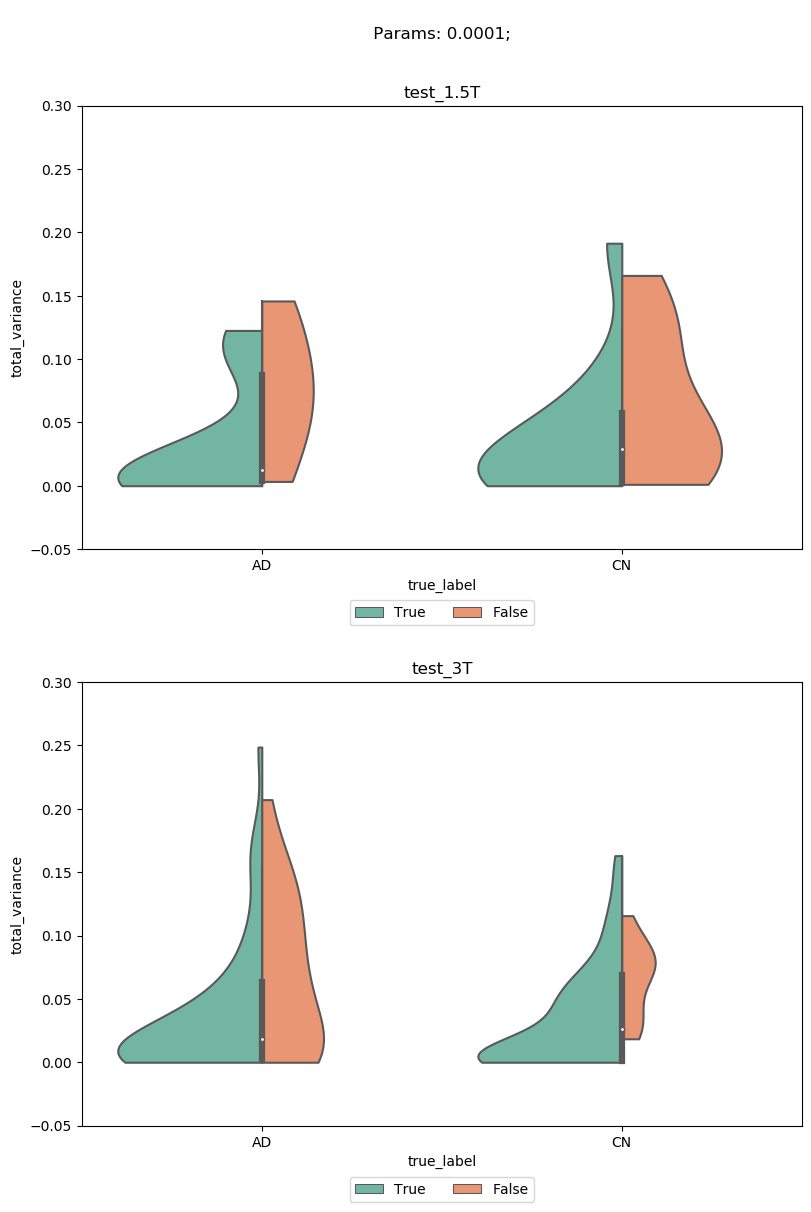 Params: 0.0001;
test_1.5T
0.30
0.25
0.20
0.15
0.10
0.05
0.00
−0.05
total_variance
AD CN
true_label
True False
test_3T
0.30
0.25
0.20
0.15
0.10
0.05
0.00
−0.05
total_variance
AD CN
true_label
True False